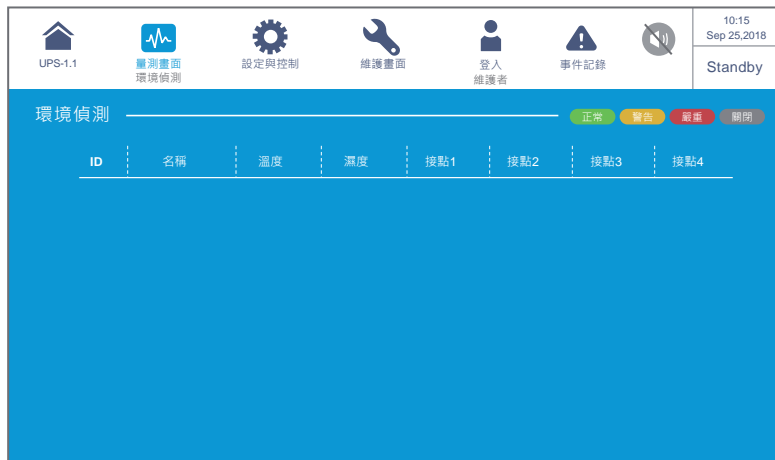 10:15
Sep 25,2018
UPS-1.1
量測畫面
環境偵測
設定與控制
維護畫面
登入
維護者
事件記錄
Standby
環境偵測
正常 警告 嚴重 關閉
ID 名稱 溫度 濕度 接點1 接點2 接點3 接點4